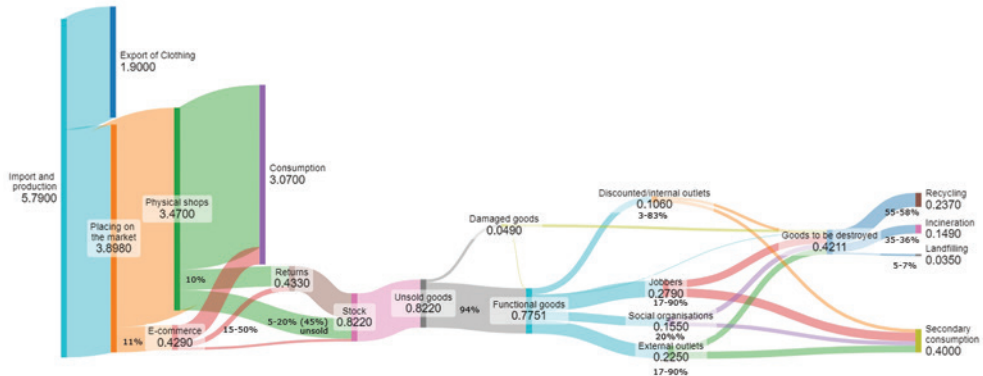 Export of Clothing
1.9000
Import and
production
5.7900
Placing on
the market
3.8980
11%
Physical shops
3.4700
10%
E-commerce
0.4290
15-50%
Consumption
3.0700
Returns
0.4330
5-20% (45%)
unsold
Stock
0.8220
Unsold goods
0.8220
94%
Damaged goods
0.0490
Functional goods
0.7751
Discounted/internal outlets
0.1060
3-83%
Jobbers
0.2790
17-90%
Social organisations
0.1550
20%%
External outlets
0.2250
17-90%
Goods to be destroyed
0.4211
55-58%
35-36%
5-7%
Recycling
0.2370
Incineration
0.1490
Landfilling
0.0350
Secondary
consumption
0.4000